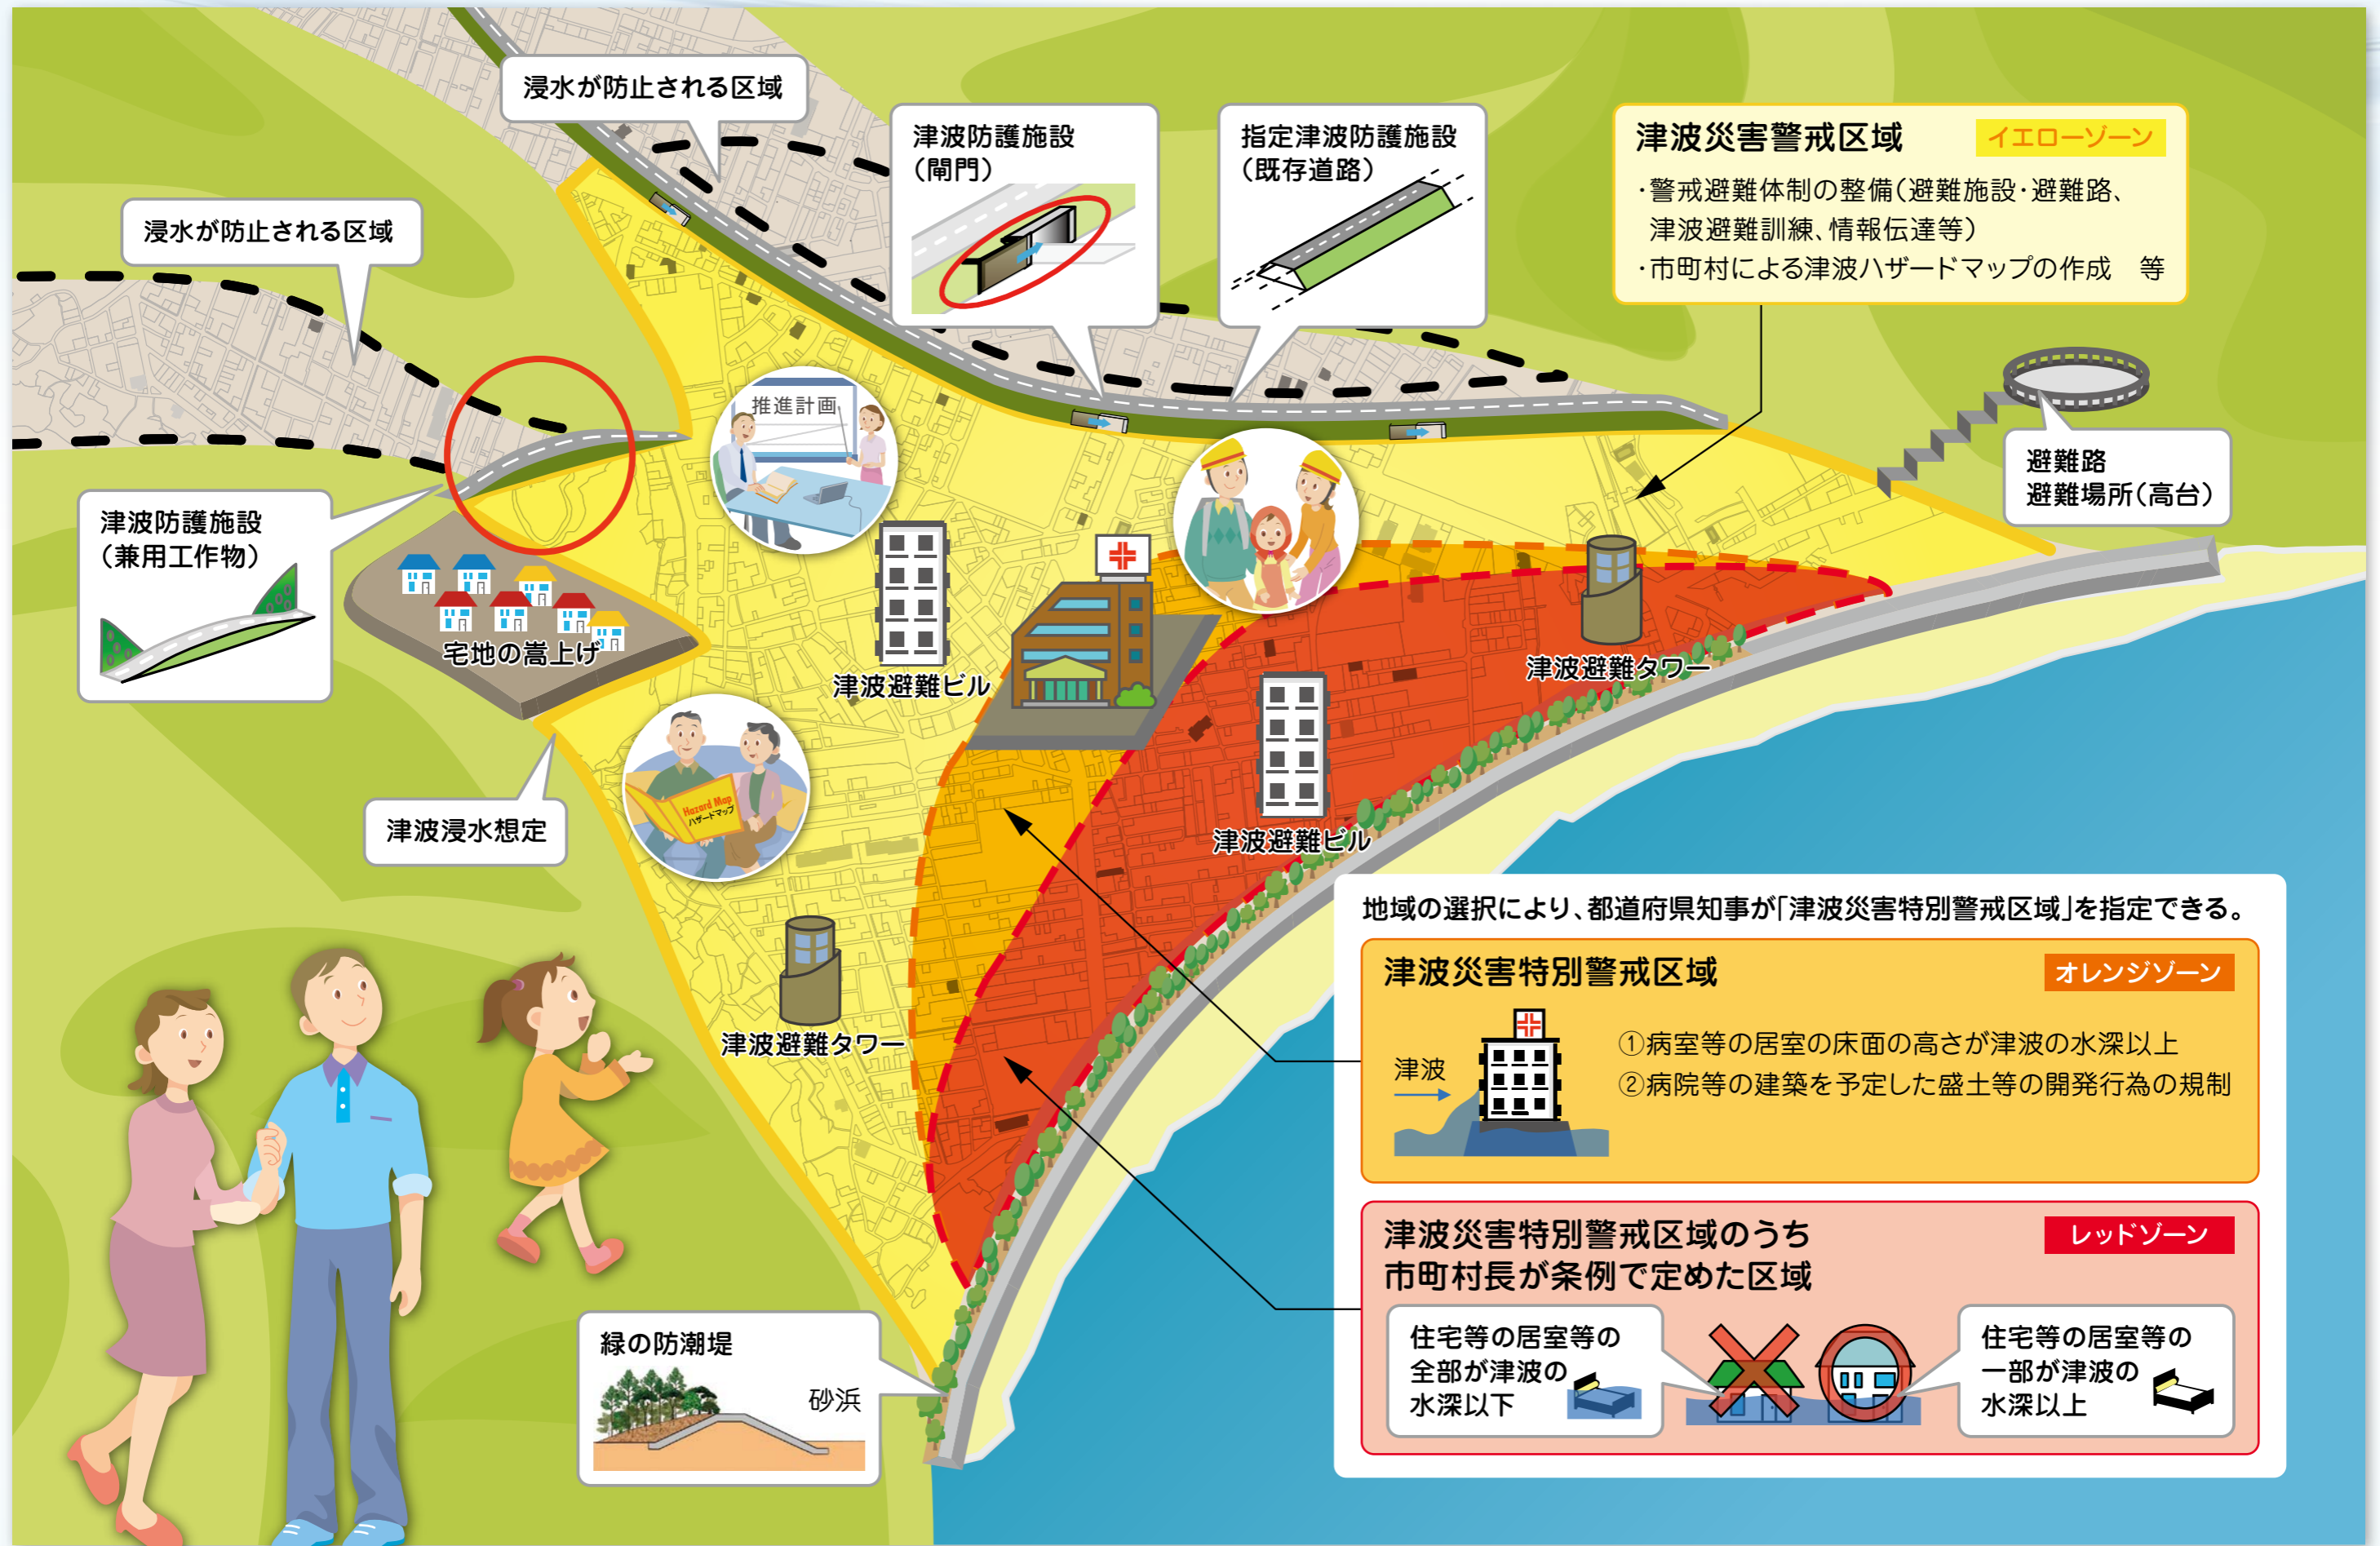 浸水が防止される区域
浸水が防止される区域
津波防護施設
(閘門)
指定津波防護施設
(既存道路)
津波災害警戒区域
イエローゾーン
・警戒避難体制の整備(避難施設・避難路、
津波避難訓練、情報伝達等)
・市町村による津波ハザードマップの作成　等
避難路
避難場所(高台)
推進計画
津波防護施設
(兼用工作物)
宅地の嵩上げ
津波避難ビル
津波避難タワー
津波避難ビル
津波浸水想定
Hazard Map
ハザードマップ
津波避難タワー
緑の防潮堤
砂浜
地域の選択により、都道府県知事が「津波災害特別警戒区域」を指定できる。
津波災害特別警戒区域
オレンジゾーン
津波
①病室等の居室の床面の高さが津波の水深以上
②病院等の建築を予定した盛土等の開発行為の規制
津波災害特別警戒区域のうち
市町村長が条例で定めた区域
レッドゾーン
住宅等の居室等の
全部が津波の
水深以下
住宅等の居室等の
一部が津波の
水深以上